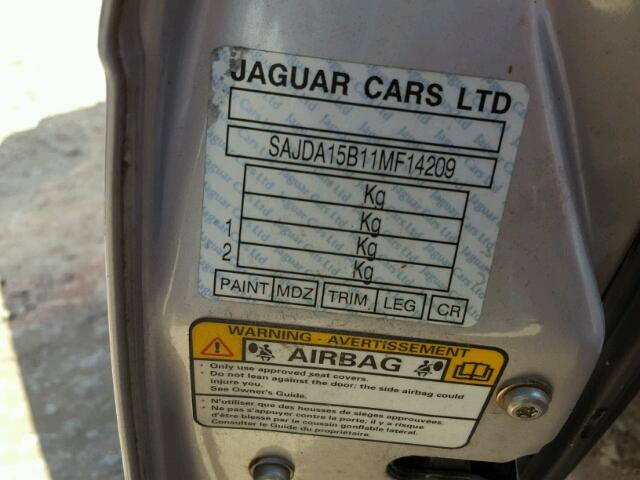 JAGUAR CARS LTD
SAJDA15B11MF14209
Kg
Kg
1 Kg
2 Kg
PAINT MDZ TRIM LEG CR
WARNING - AVERTISSEMENT
AIRBAG
• Only use approved seat covers.
• Do not lean against the door; the side airbag could
injure you.
See Owner's Guide.
• N'utiliser que des housses de sièges approuvées.
• Ne pas s'appuyer contre la porte; il y a risque
d'être blessé par le coussin gonflable latéral.
Consulter le Guide du propriétaire.